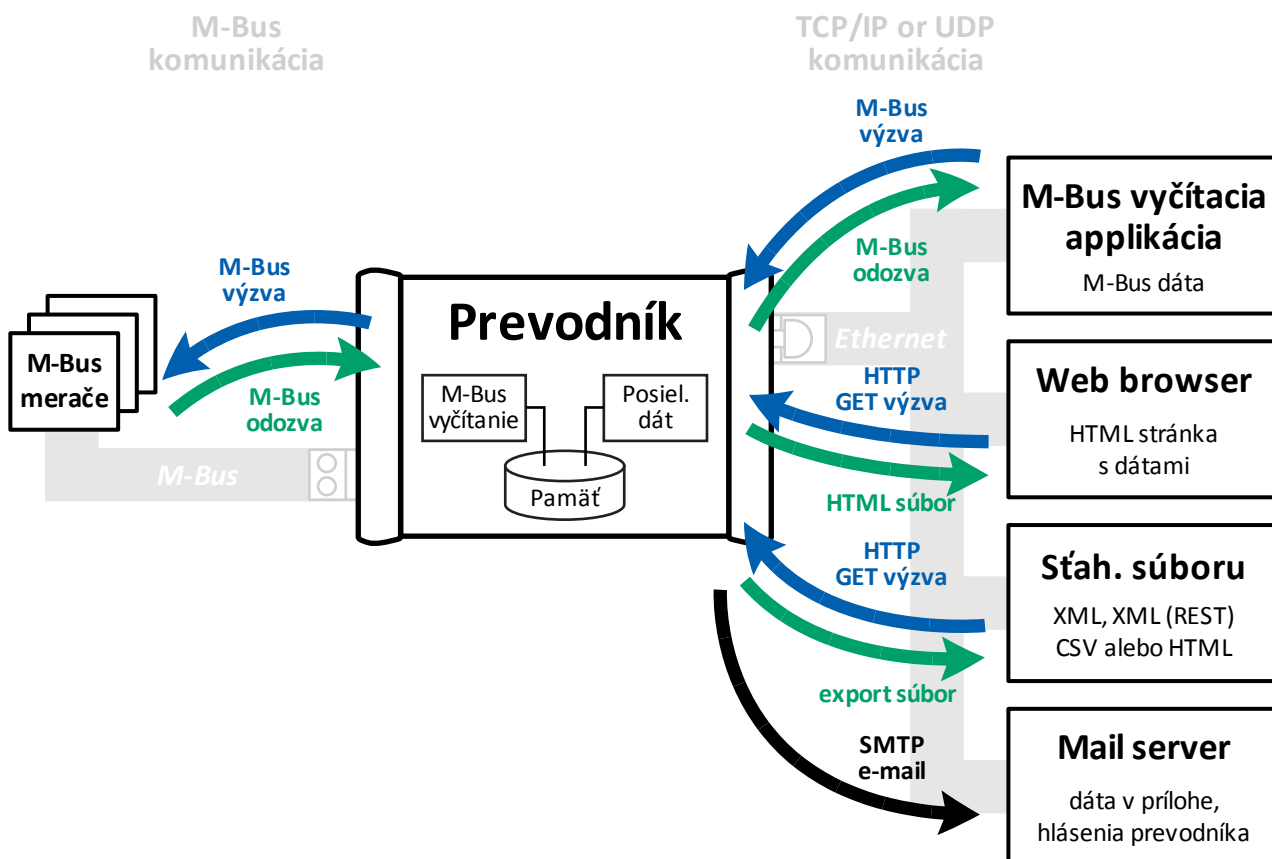 M-Bus
komunikácia
TCP/IP or UDP
komunikácia
M-Bus
výzva
M-Bus vyčítacia
applikácia
M-Bus dáta
M-Bus
odozva
M-Bus
výzva
Prevodník
Ethernet
M-Bus
merače
M-Bus
odozva
M-Bus
M-Bus
vyčítanie
Posiel.
dát
Pamäť
HTTP
GET výzva
Web browser
HTML stránka
s dátami
HTML súbor
HTTP
GET výzva
Sťah. súboru
XML, XML (REST)
CSV alebo HTML
export súbor
SMTP
e-mail
Mail server
dáta v prílohe,
hlásenia prevodníka